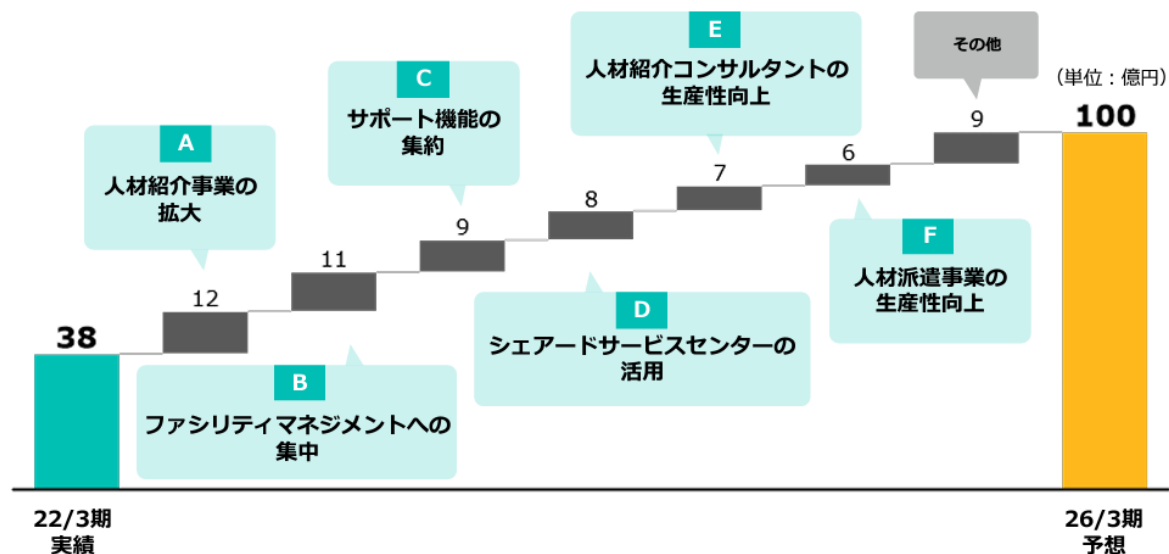 A
人材紹介事業の
拡大
B
ファシリティマネジメントへの
集中
C
サポート機能の
集約
D
シェアードサービスセンターの
活用
E
人材紹介コンサルタントの
生産性向上
F
人材派遣事業の
生産性向上
その他
(単位:億円)
38
12
11
9
8
7
6
9
100
22/3期
実績
26/3期
予想